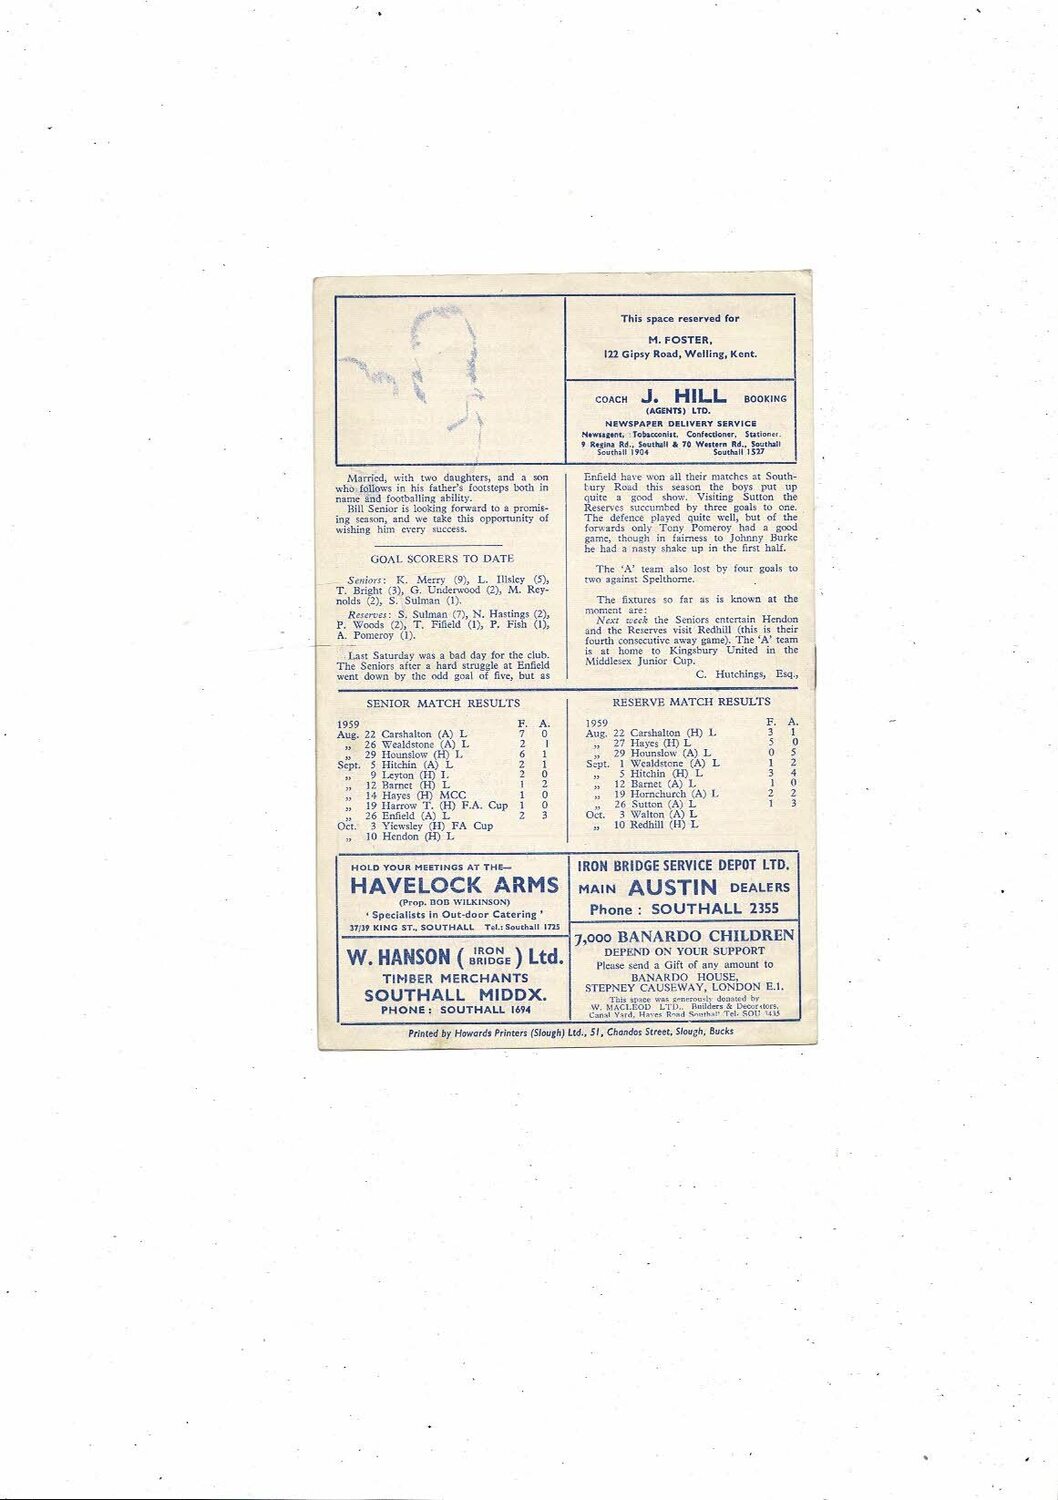 This space reserved for
M. FOSTER,
122 Gipsy Road, Welling, Kent.
COACH J. HILL BOOKING
(AGENTS) LTD.
NEWSPAPER DELIVERY SERVICE
Newsagent, Tobacconist, Confectioner, Stationer.
9 Regina Rd., Southall & 70 Western Rd., Southall
Southall 1904 Southall 1527
Married, with two daughters, and a son
who follows in his father's footsteps both in
name and footballing ability.
Bill Senior is looking forward to a promis-
ing season, and we take this opportunity of
wishing him every success.
GOAL SCORERS TO DATE
Seniors: K. Merry (9), L. Illsley (5),
T. Bright (3), G. Underwood (2), M. Rey-
nolds (2), S. Sulman (1).
Reserves: S. Sulman (7), N. Hastings (2),
P. Woods (2), T. Fifield (1), P. Fish (1),
A. Pomeroy (1).
Last Saturday was a bad day for the club.
The Seniors after a hard struggle at Enfield
went down by the odd goal of five, but as
Enfield have won all their matches at South-
bury Road this season the boys put up
quite a good show. Visiting Sutton the
Reserves succumbed by three goals to one.
The defence played quite well, but of the
forwards only Tony Pomeroy had a good
game, though in fairness to Johnny Burke
he had a nasty shake up in the first half.
The 'A' team also lost by four goals to
two against Spelthorne.
The fixtures so far as is known at the
moment are:
Next week the Seniors entertain Hendon
and the Reserves visit Redhill (this is their
fourth consecutive away game). The 'A' team
is at home to Kingsbury United in the
Middlesex Junior Cup.
C. Hutchings, Esq.,
SENIOR MATCH RESULTS
1959 F. A.
Aug. 22 Carshalton (A) L 7 0
,, 26 Wealdstone (A) L 2 1
,, 29 Hounslow (H) L 6 1
Sept. 5 Hitchin (A) L 2 1
,, 9 Leyton (H) L 2 0
,, 12 Barnet (H) L 1 2
,, 14 Hayes (H) MCC 1 0
,, 19 Harrow T. (H) F.A. Cup 1 0
,, 26 Enfield (A) L 2 3
Oct. 3 Yiewsley (H) FA Cup
,, 10 Hendon (H) L
RESERVE MATCH RESULTS
1959 F. A.
Aug. 22 Carshalton (H) L 3 1
,, 27 Hayes (H) L 5 0
,, 29 Hounslow (A) L 0 5
Sept. 1 Wealdstone (A) L 1 2
,, 5 Hitchin (H) L 3 4
,, 12 Barnet (A) L 1 0
,, 19 Hornchurch (A) L 2 2
,, 26 Sutton (A) L 1 3
Oct. 3 Walton (A) L
,, 10 Redhill (H) L
HOLD YOUR MEETINGS AT THE—
HAVELOCK ARMS
(Prop. BOB WILKINSON)
'Specialists in Out-door Catering'
37/39 KING ST., SOUTHALL Tel.: Southall 1725
W. HANSON (IRON BRIDGE) Ltd.
TIMBER MERCHANTS
SOUTHALL MIDDX.
PHONE: SOUTHALL 1694
IRON BRIDGE SERVICE DEPOT LTD.
MAIN AUSTIN DEALERS
Phone: SOUTHALL 2355
7,000 BANARDO CHILDREN
DEPEND ON YOUR SUPPORT
Please send a Gift of any amount to
BANARDO HOUSE,
STEPNEY CAUSEWAY, LONDON E.1.
This space was generously donated by
W. MACLEOD LTD., Builders & Decorators,
Canal Yard, Hayes Road Southall Tel. SOU
Printed by Howards Printers (Slough) Ltd., 51, Chandos Street, Slough, Bucks